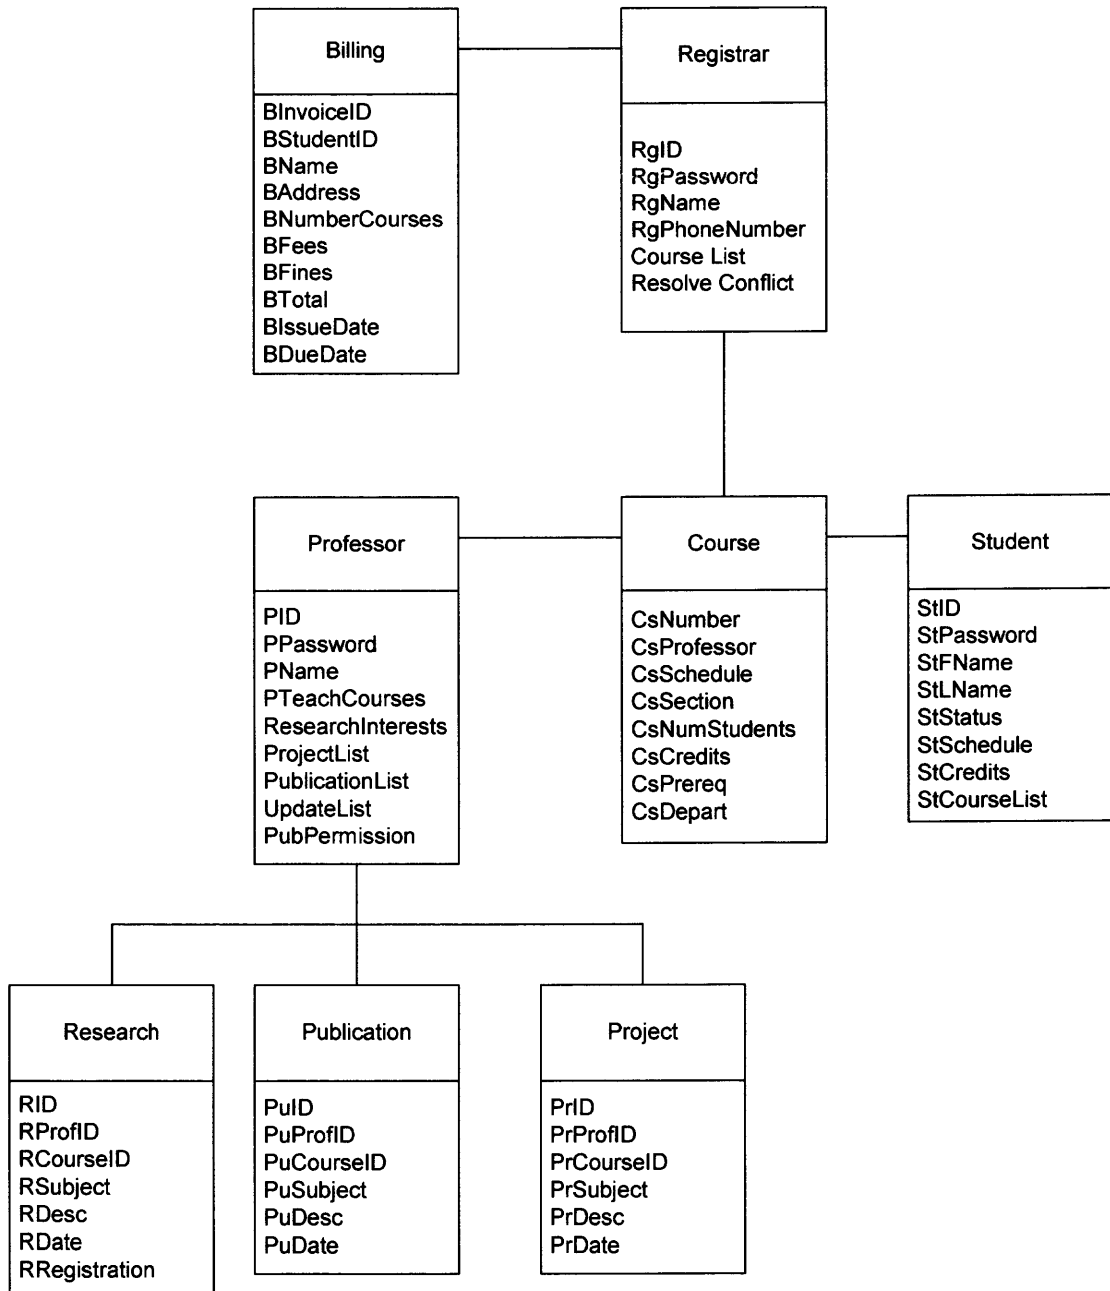 Billing
BInvoiceID
BStudentID
BName
BAddress
BNumberCourses
BFees
BFines
BTotal
BIssueDate
BDueDate
Registrar
RgID
RgPassword
RgName
RgPhoneNumber
Course List
Resolve Conflict
Professor
PID
PPassword
PName
PTeachCourses
ResearchInterests
ProjectList
PublicationList
UpdateList
PubPermission
Course
CsNumber
CsProfessor
CsSchedule
CsSection
CsNumStudents
CsCredits
CsPrereq
CsDepart
Student
StID
StPassword
StFName
StLName
StStatus
StSchedule
StCredits
StCourseList
Research
RID
RProfID
RCourseID
RSubject
RDesc
RDate
RRegistration
Publication
PuID
PuProfID
PuCourseID
PuSubject
PuDesc
PuDate
Project
PrID
PrProfID
PrCourseID
PrSubject
PrDesc
PrDate